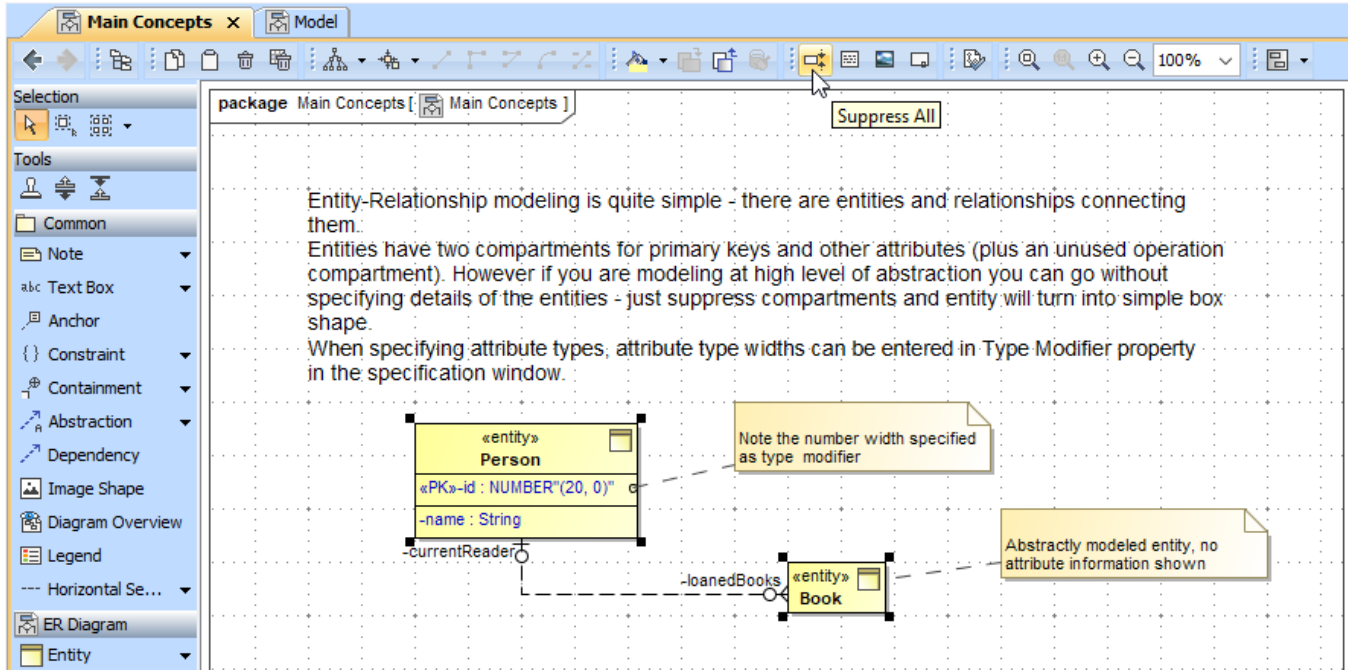 Main Concepts x
Model
100%
Selection
Tools
Common
Note
abc Text Box
Anchor
{ } Constraint
Containment
Abstraction
Dependency
Image Shape
Diagram Overview
Legend
Horizontal Se...
ER Diagram
Entity
package Main Concepts [ Main Concepts ]
Suppress All
Entity-Relationship modeling is quite simple - there are entities and relationships connecting
them.
Entities have two compartments for primary keys and other attributes (plus an unused operation
compartment). However if you are modeling at high level of abstraction you can go without
specifying details of the entities - just suppress compartments and entity will turn into simple box
shape.
When specifying attribute types, attribute type widths can be entered in Type Modifier property
in the specification window.
«entity»
Person
«PK»-id : NUMBER"(20, 0)"
-name : String
Note the number width specified
as type modifier
-currentReader
-loanedBooks
«entity»
Book
Abstractly modeled entity, no
attribute information shown